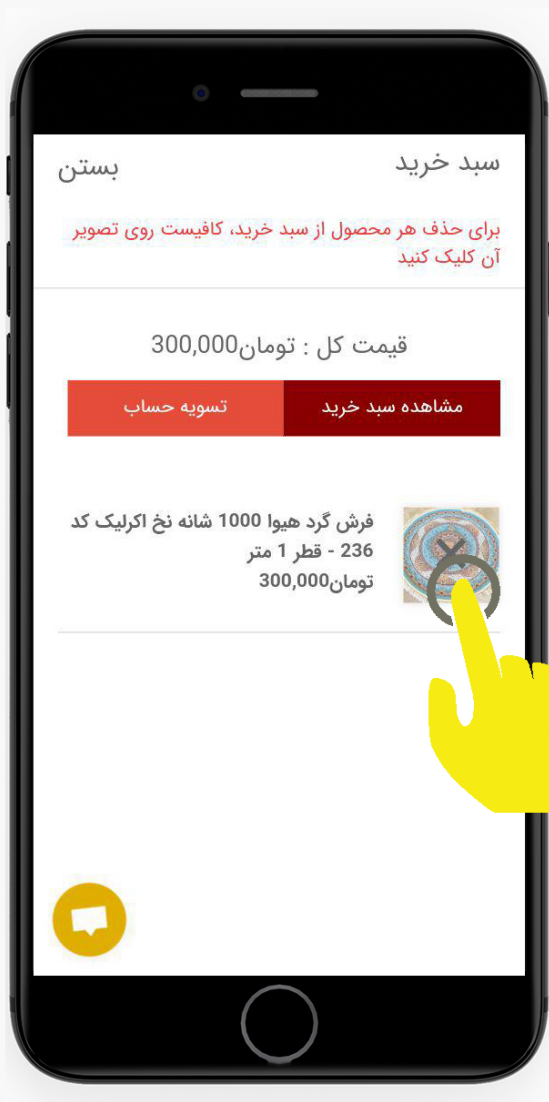 سبد خرید
بستن
برای حذف هر محصول از سبد خرید، کافیست روی تصویر
آن کلیک کنید
قیمت کل : تومان300,000
مشاهده سبد خرید
تسویه حساب
فرش گرد هیوا 1000 شانه نخ اکرلیک کد
236 - قطر 1 متر
تومان300,000